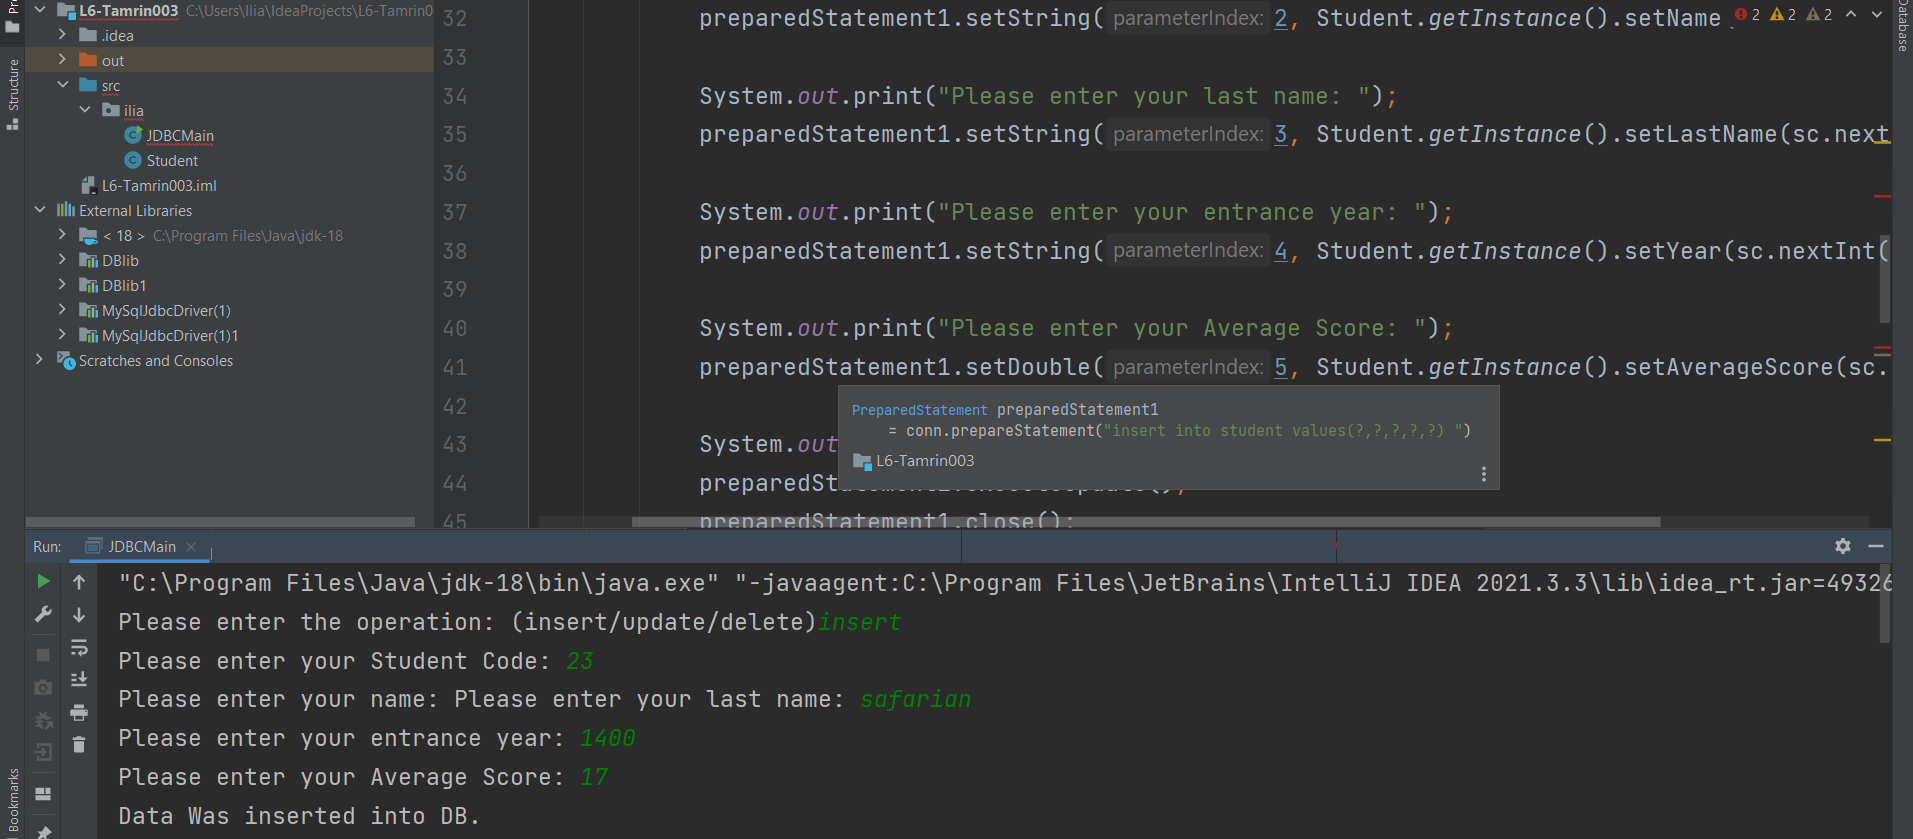 L6-Tamrin003 C:\Users\Ilia\IdeaProjects\L6-Tamrin0
.idea
out
src
ilia
JDBCMain
Student
L6-Tamrin003.iml
External Libraries
< 18 > C:\Program Files\Java\jdk-18
DBlib
DBlib1
MySqlJdbcDriver(1)
MySqlJdbcDriver(1)1
Scratches and Consoles
Structure
Bookmarks
Database
2 2 2
32 preparedStatement1.setString( parameterIndex: 2, Student.getInstance().setName
33
34 System.out.print("Please enter your last name: ");
35 preparedStatement1.setString( parameterIndex: 3, Student.getInstance().setLastName(sc.next
36
37 System.out.print("Please enter your entrance year: ");
38 preparedStatement1.setString( parameterIndex: 4, Student.getInstance().setYear(sc.nextInt(
39
40 System.out.print("Please enter your Average Score: ");
41 preparedStatement1.setDouble( parameterIndex: 5, Student.getInstance().setAverageScore(sc.
42
43 System.out
44 preparedSt
45 preparedStatement1.close();
PreparedStatement preparedStatement1
= conn.prepareStatement("insert into student values(?,?,?,?,?) ")
L6-Tamrin003
Run: JDBCMain
"C:\Program Files\Java\jdk-18\bin\java.exe" "-javaagent:C:\Program Files\JetBrains\IntelliJ IDEA 2021.3.3\lib\idea_rt.jar=49326
Please enter the operation: (insert/update/delete)insert
Please enter your Student Code: 23
Please enter your name: Please enter your last name: safarian
Please enter your entrance year: 1400
Please enter your Average Score: 17
Data Was inserted into DB.